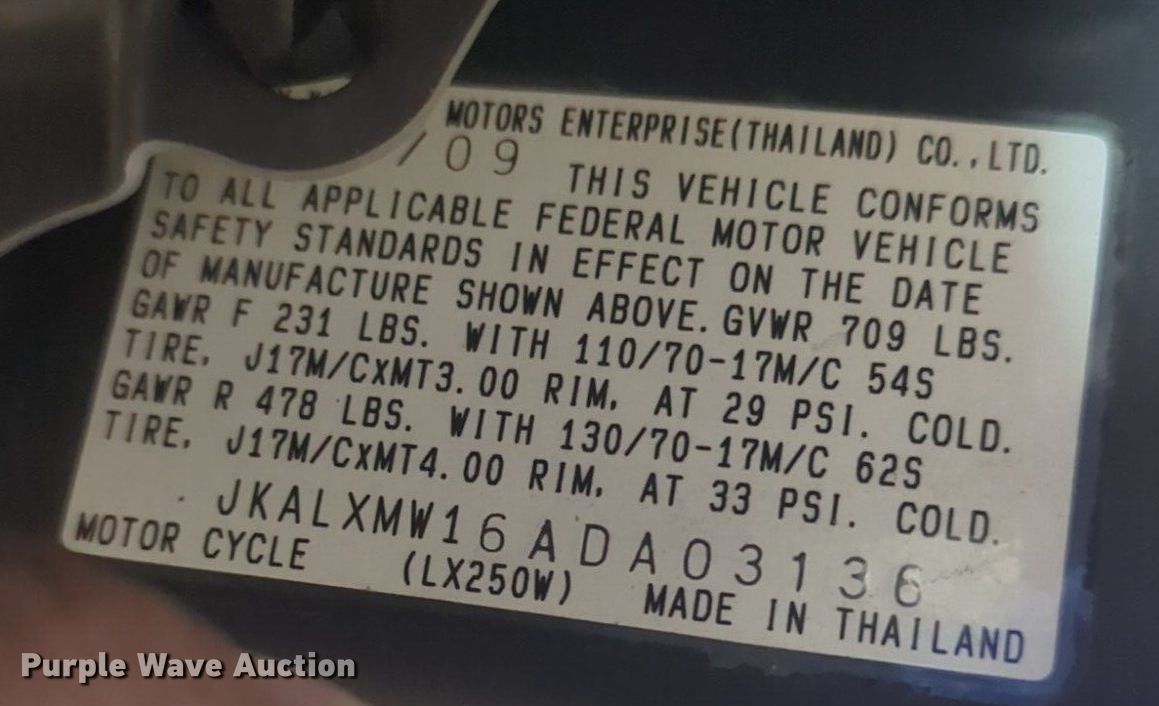 MOTORS ENTERPRISE(THAILAND) CO.,LTD.
/09 THIS VEHICLE CONFORMS
TO ALL APPLICABLE FEDERAL MOTOR VEHICLE
SAFETY STANDARDS IN EFFECT ON THE DATE
OF MANUFACTURE SHOWN ABOVE. GVWR 709 LBS.
GAWR F 231 LBS. WITH 110/70-17M/C 54S
TIRE, J17M/CxMT3.00 RIM, AT 29 PSI. COLD.
GAWR R 478 LBS. WITH 130/70-17M/C 62S
TIRE, J17M/CxMT4.00 RIM, AT 33 PSI. COLD.
JKALXMW16ADA03136
MOTOR CYCLE (LX250W) MADE IN THAILAND
Purple Wave Auction